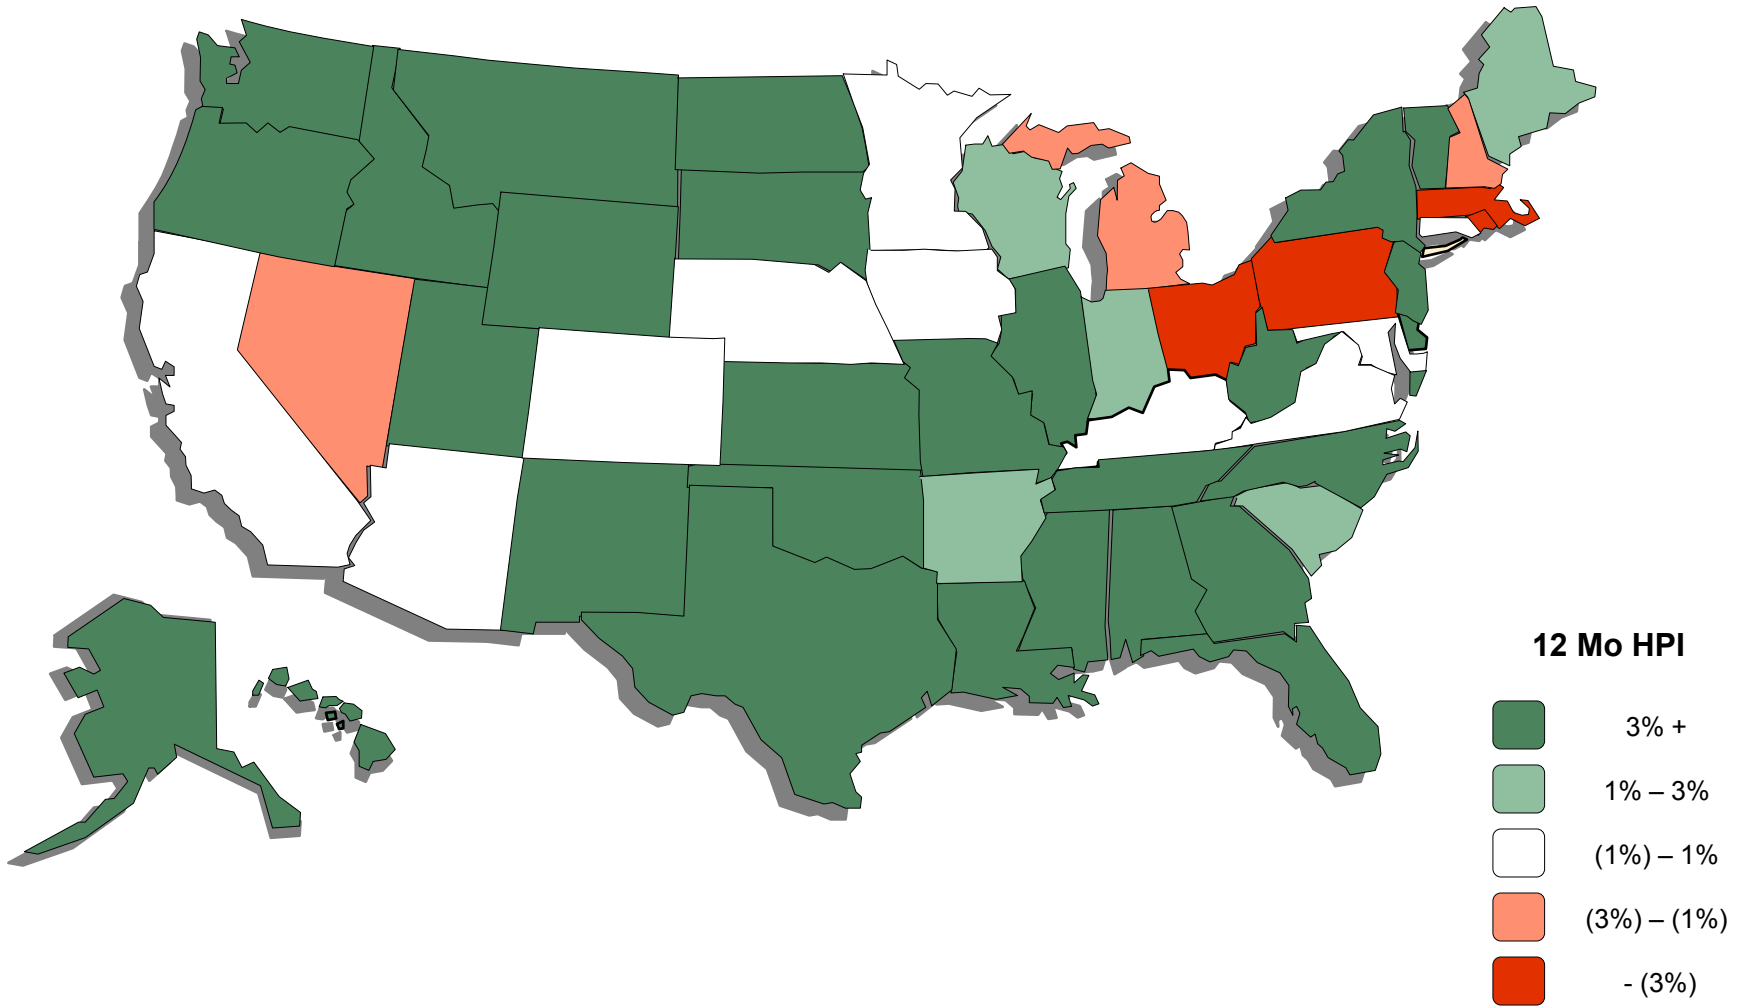 12 Mo HPI
3% +
1% – 3%
(1%) – 1%
(3%) – (1%)
- (3%)